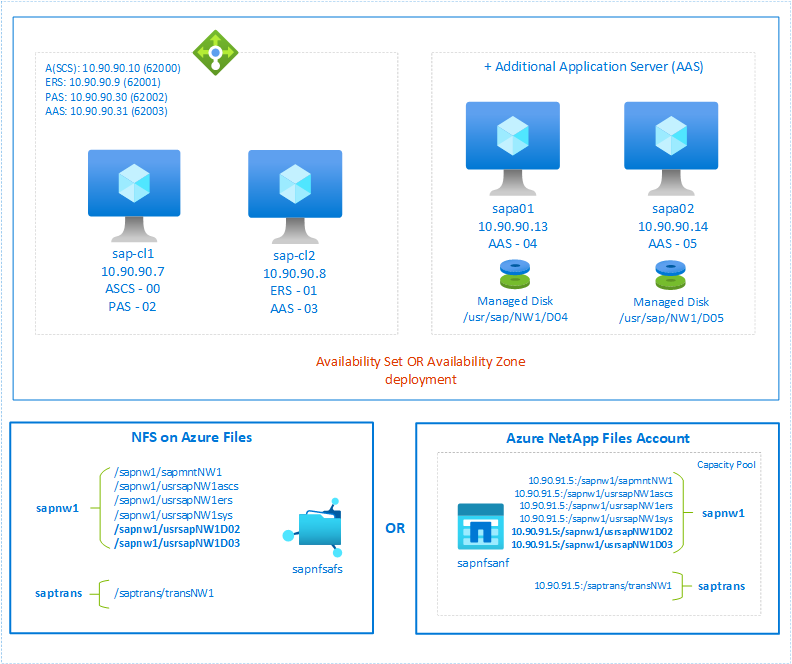 A(SCS): 10.90.90.10 (62000)
ERS: 10.90.90.9 (62001)
PAS: 10.90.90.30 (62002)
AAS: 10.90.90.31 (62003)
sap-cl1
10.90.90.7
ASCS - 00
PAS - 02
sap-cl2
10.90.90.8
ERS - 01
AAS - 03
+ Additional Application Server (AAS)
sapa01
10.90.90.13
AAS - 04
Managed Disk
/usr/sap/NW1/D04
sapa02
10.90.90.14
AAS - 05
Managed Disk
/usr/sap/NW1/D05
Availability Set OR Availability Zone
deployment
NFS on Azure Files
sapnw1
/sapnw1/sapmntNW1
/sapnw1/usrsapNW1ascs
/sapnw1/usrsapNW1ers
/sapnw1/usrsapNW1sys
/sapnw1/usrsapNW1D02
/sapnw1/usrsapNW1D03
saptrans
/saptrans/transNW1
sapnfsafs
OR
Azure NetApp Files Account
Capacity Pool
10.90.91.5:/sapnw1/sapmntNW1
10.90.91.5:/sapnw1/usrsapNW1ascs
10.90.91.5:/sapnw1/usrsapNW1ers
10.90.91.5:/sapnw1/usrsapNW1sys
10.90.91.5:/sapnw1/usrsapNW1D02
10.90.91.5:/sapnw1/usrsapNW1D03
sapnw1
sapnfsanf
10.90.91.5:/saptrans/transNW1
saptrans